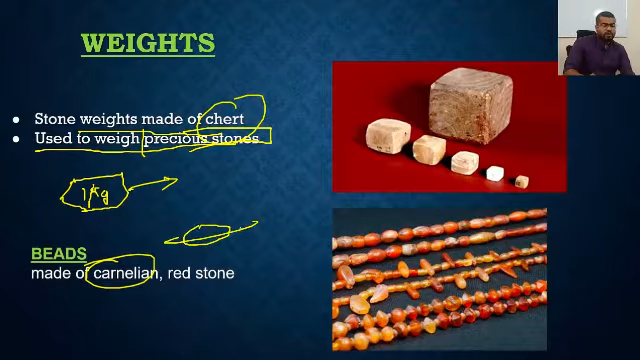 WEIGHTS
Stone weights made of chert
Used to weigh precious stones
1kg
BEADS
made of carnelian, red stone